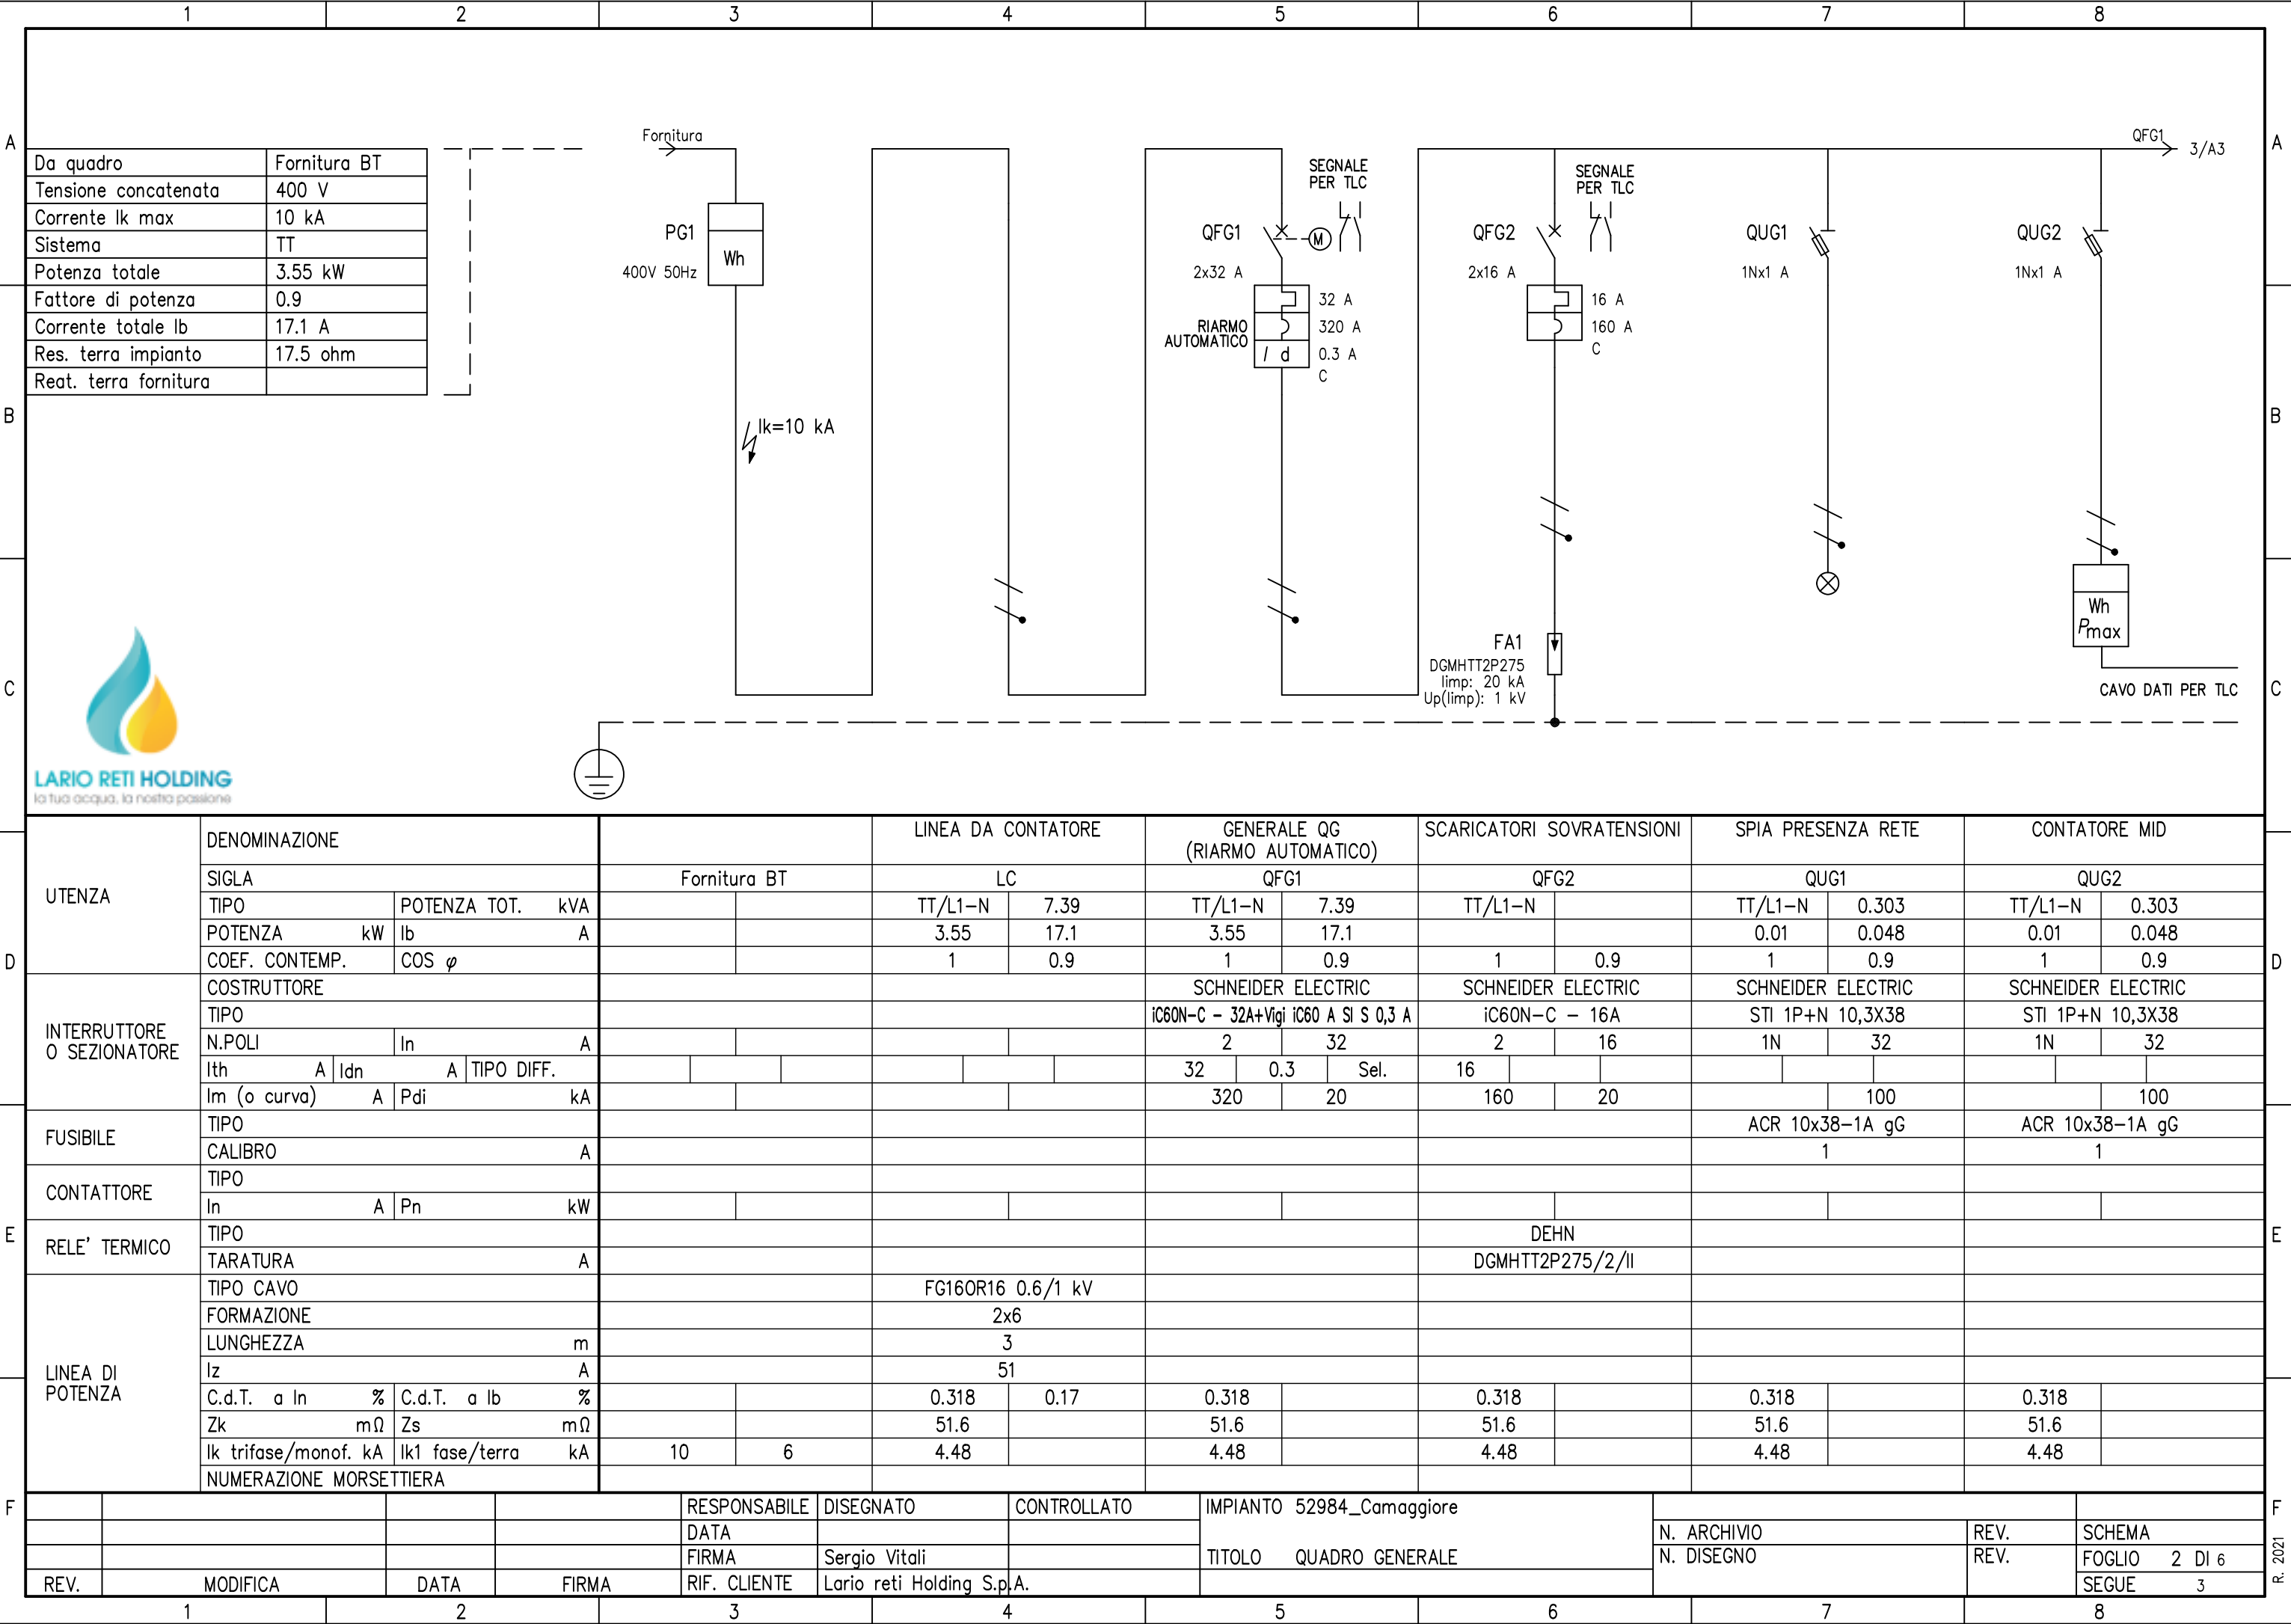 1 2 3 4 5 6 7 8
A A
B B
C C
D D
E E
F F
Da quadro Fornitura BT
Tensione concatenata 400 V
Corrente Ik max 10 kA
Sistema TT
Potenza totale 3.55 kW
Fattore di potenza 0.9
Corrente totale Ib 17.1 A
Res. terra impianto 17.5 ohm
Reat. terra fornitura
Fornitura
PG1
Wh
400V 50Hz
Ik=10 kA
QFG1
2x32 A
M
SEGNALE
PER TLC
RIARMO
AUTOMATICO
32 A
320 A
I d
0.3 A
C
QFG2
2x16 A
SEGNALE
PER TLC
16 A
160 A
C
FA1
DGMHTT2P275
Iimp: 20 kA
Up(Iimp): 1 kV
QUG1
1Nx1 A
QUG2
1Nx1 A
QFG1
3/A3
Wh
Pmax
CAVO DATI PER TLC
LARIO RETI HOLDING
la tua acqua, la nostra passione
UTENZA
DENOMINAZIONE LINEA DA CONTATORE GENERALE QG SCARICATORI SOVRATENSIONI SPIA PRESENZA RETE CONTATORE MID
(RIARMO AUTOMATICO)
SIGLA Fornitura BT LC QFG1 QFG2 QUG1 QUG2
TIPO POTENZA TOT. kVA TT/L1-N 7.39 TT/L1-N 7.39 TT/L1-N TT/L1-N 0.303 TT/L1-N 0.303
POTENZA kW Ib A 3.55 17.1 3.55 17.1 0.01 0.048 0.01 0.048
COEF. CONTEMP. COS φ 1 0.9 1 0.9 1 0.9 1 0.9 1 0.9
INTERRUTTORE
O SEZIONATORE
COSTRUTTORE SCHNEIDER ELECTRIC SCHNEIDER ELECTRIC SCHNEIDER ELECTRIC SCHNEIDER ELECTRIC
TIPO iC60N-C - 32A+Vigi iC60 A SI S 0,3 A iC60N-C - 16A STI 1P+N 10,3X38 STI 1P+N 10,3X38
N.POLI In A 2 32 2 16 1N 32 1N 32
Ith A Idn A TIPO DIFF. 32 0.3 Sel. 16
Im (o curva) A Pdi kA 320 20 160 20 100 100
FUSIBILE
TIPO ACR 10x38-1A gG ACR 10x38-1A gG
CALIBRO A 1 1
CONTATTORE
TIPO
In A Pn kW
RELE' TERMICO
TIPO DEHN
TARATURA A DGMHTT2P275/2/II
LINEA DI
POTENZA
TIPO CAVO FG16OR16 0.6/1 kV
FORMAZIONE 2x6
LUNGHEZZA m 3
Iz A 51
C.d.T. a In % C.d.T. a Ib % 0.318 0.17 0.318 0.318 0.318 0.318
Zk mΩ Zs mΩ 51.6 51.6 51.6 51.6 51.6
Ik trifase/monof. kA Ik1 fase/terra kA 10 6 4.48 4.48 4.48 4.48 4.48
NUMERAZIONE MORSETTIERA
RESPONSABILE DISEGNATO CONTROLLATO IMPIANTO 52984_Camaggiore
DATA N. ARCHIVIO REV. SCHEMA
FIRMA Sergio Vitali TITOLO QUADRO GENERALE N. DISEGNO REV. FOGLIO 2 DI 6
REV. MODIFICA DATA FIRMA RIF. CLIENTE Lario reti Holding S.p.A. SEGUE 3
R. 2021
1 2 3 4 5 6 7 8